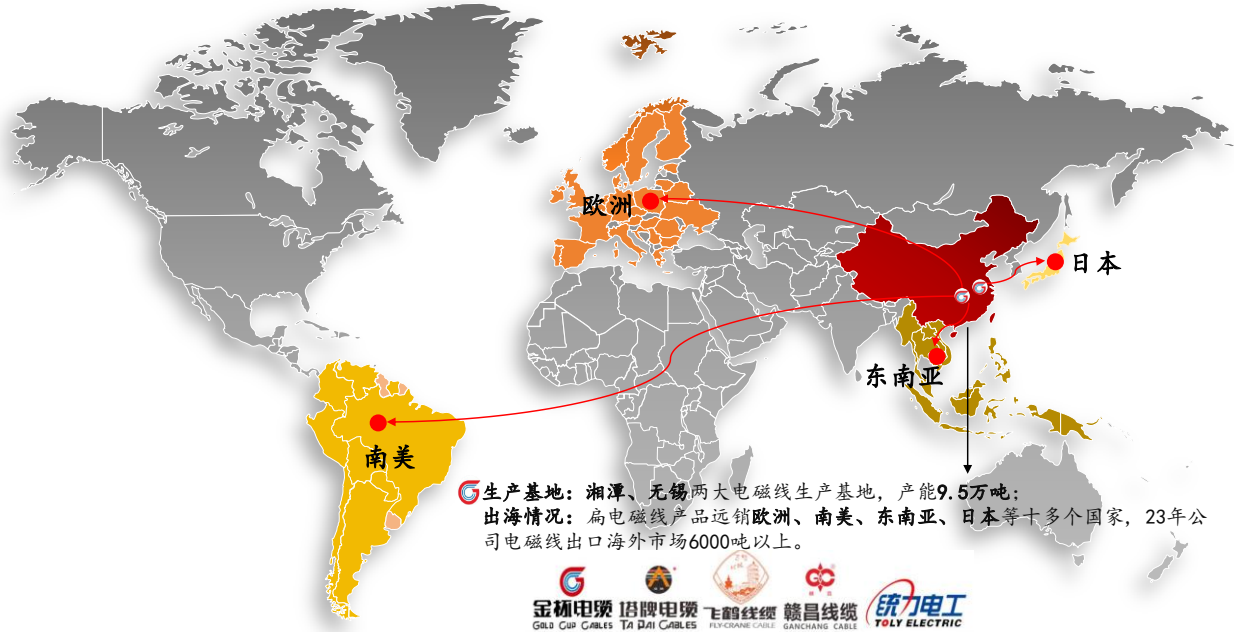 欧洲
日本
东南亚
南美
生产基地：湘潭、无锡两大电磁线生产基地，产能9.5万吨；
出海情况：扁电磁线产品远销欧洲、南美、东南亚、日本等十多个国家，23年公
司电磁线出口海外市场6000吨以上。
金杯电缆 塔牌电缆 飞鹤线缆 赣昌线缆 统力电工
GOLD CUP CABLES TA PAI CABLES FLY-CRANE CABLE GANCHANG CABLE TOLY ELECTRIC